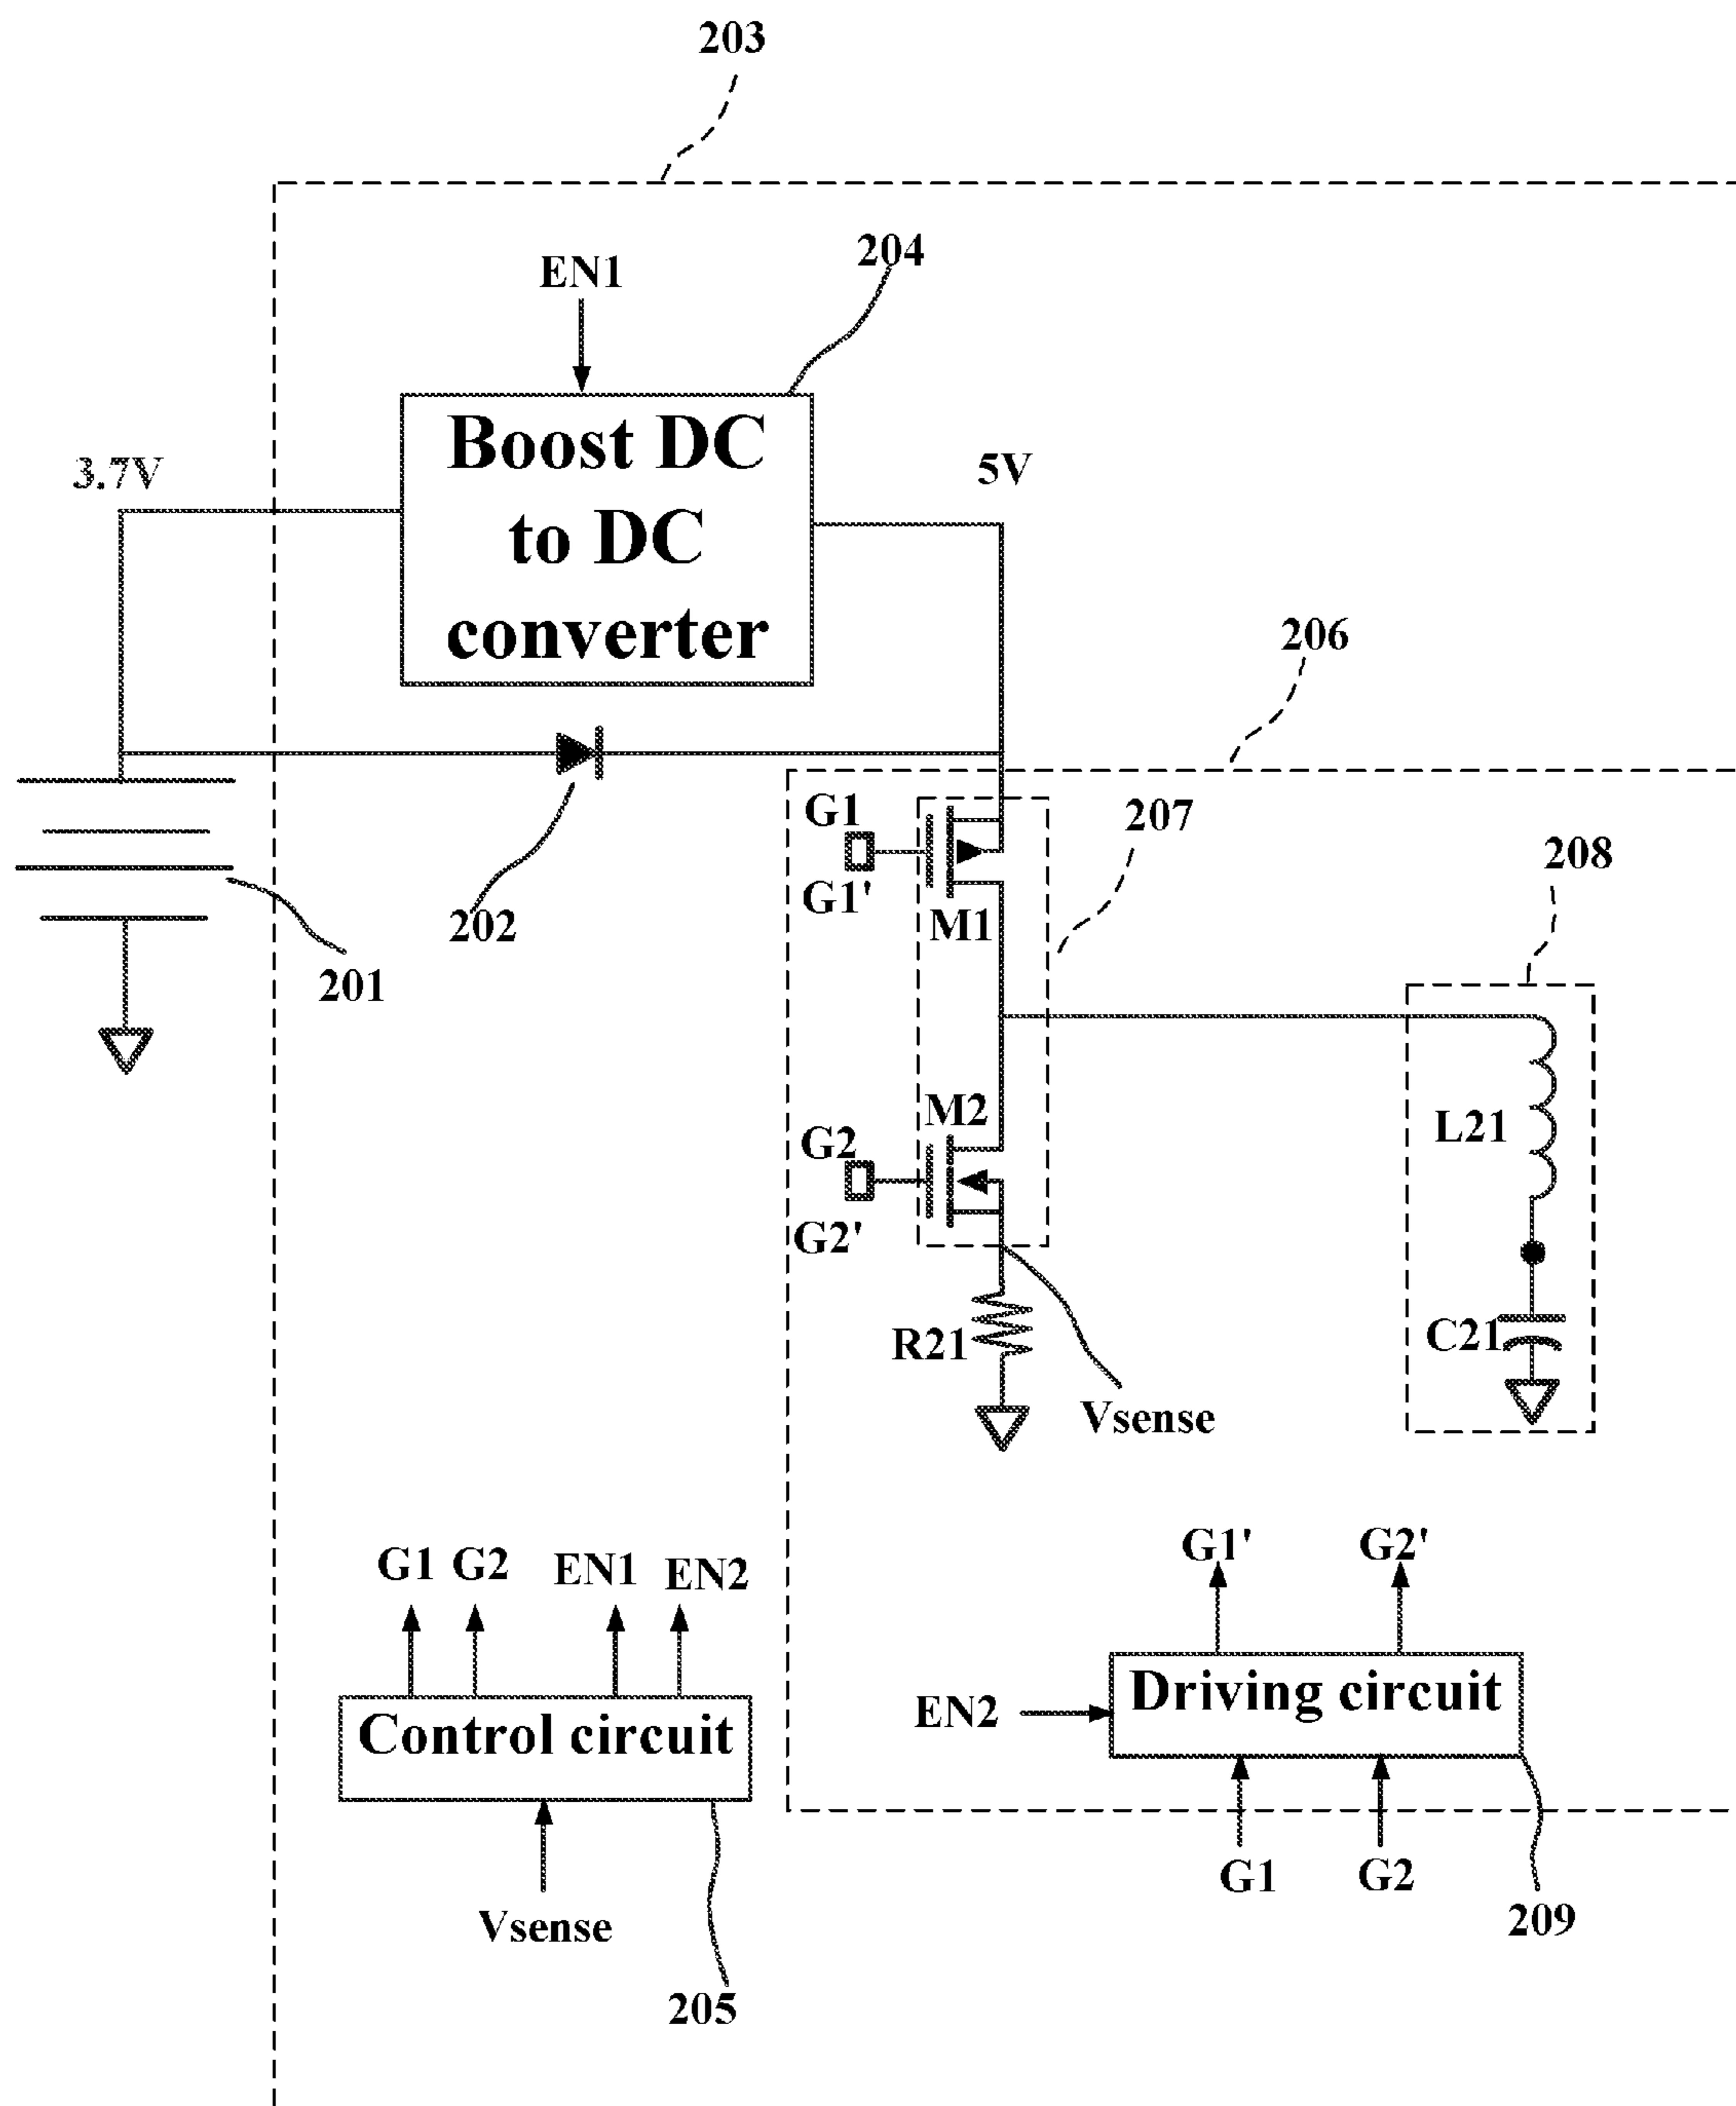 203
204
EN1
3.7V
Boost DC
to DC
converter
5V
206
202
201
G1
G1'
M1
207
208
M2
G2
G2'
L21
R21
C21
Vsense
G1 G2 EN1 EN2
Control circuit
Vsense
205
G1' G2'
EN2
Driving circuit
G1 G2
209